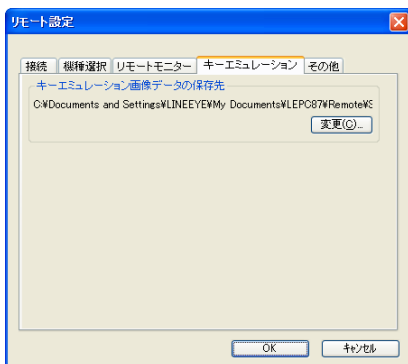 リモート設定
接続 機種選択 リモートモニター キーエミュレーション その他
キーエミュレーション画像データの保存先
C:¥Documents and Settings¥LINEEYE¥My Documents¥LEPC87¥Remote¥S
変更(C)...
OK キャンセル